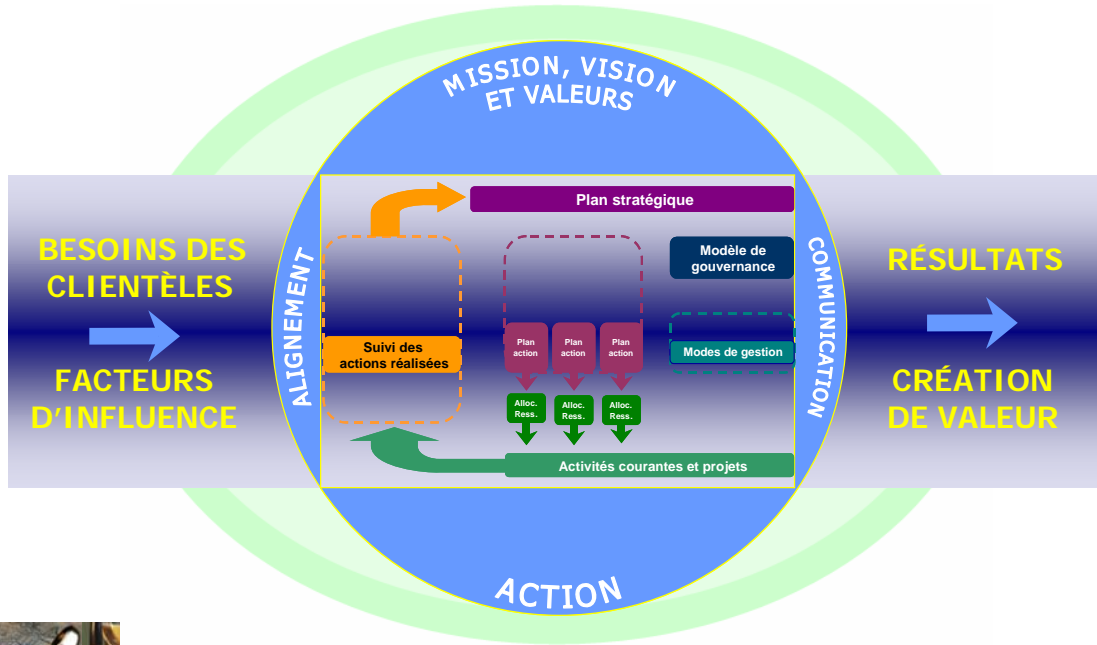 MISSION, VISION
ET VALEURS
BESOINS DES
CLIENTÈLES
FACTEURS
D'INFLUENCE
ALIGNEMENT
Plan stratégique
Modèle de
gouvernance
Suivi des
actions réalisées
Plan
action
Plan
action
Plan
action
Modes de gestion
Alloc.
Ress.
Alloc.
Ress.
Alloc.
Ress.
Activités courantes et projets
COMMUNICATION
RÉSULTATS
CRÉATION
DE VALEUR
ACTION